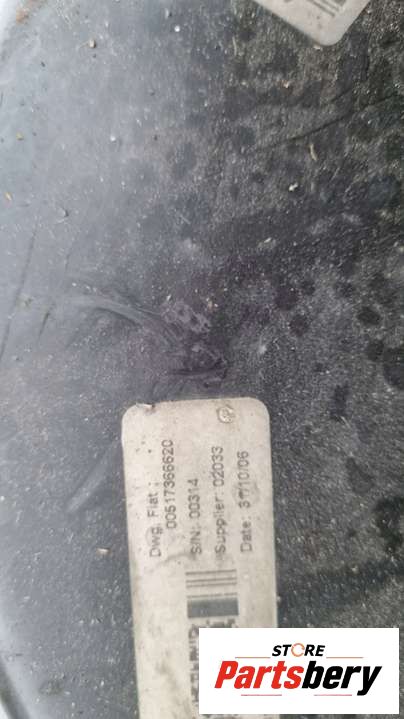 Dwg. Fiat :
00517366620
S/N: 00314
Supplier: 02033
Date: 31/10/06
STORE
Partsbery